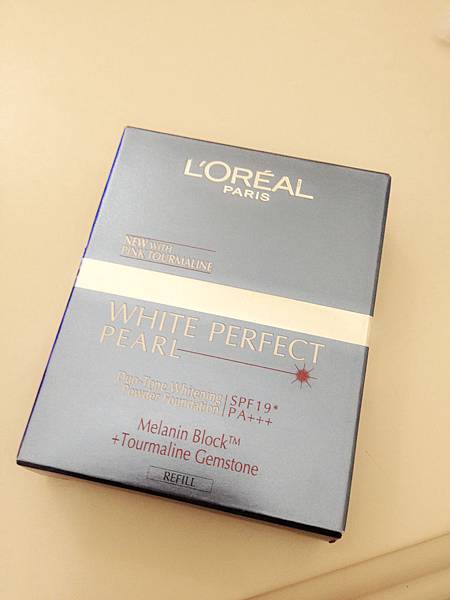 L'ORÉAL
PARIS
NEW WITH
PINK TOURMALINE
WHITE PERFECT
PEARL
Duo-Tone Whitening
Powder Foundation
SPF19*
PA+++
Melanin Block™
+Tourmaline Gemstone
REFILL